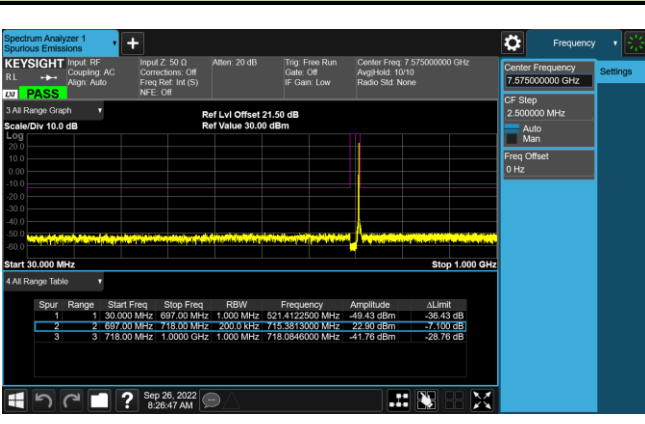 Spectrum Analyzer 1
Spurious Emissions
Frequency
KEYSIGHT
RL
Input: RF
Coupling: AC
Align: Auto
Input Z: 50 Ω
Corrections: Off
Freq Ref: Int (S)
NFE: Off
Atten: 20 dB
Trig: Free Run
Gate: Off
IF Gain: Low
Center Freq: 7.575000000 GHz
Avg|Hold: 10/10
Radio Std: None
LXI
PASS
Center Frequency
7.575000000 GHz
Settings
CF Step
2.500000 MHz
Auto
Man
Freq Offset
0 Hz
3 All Range Graph
Scale/Div 10.0 dB
Ref Lvl Offset 21.50 dB
Ref Value 30.00 dBm
Log
20.0
10.0
0.00
-10.0
-20.0
-30.0
-40.0
-50.0
-60.0
Start 30.000 MHz
Stop 1.000 GHz
4 All Range Table
Spur Range Start Freq Stop Freq RBW Frequency Amplitude ΔLimit
1 1 30.000 MHz 697.00 MHz 1.000 MHz 521.4122500 MHz -49.43 dBm -36.43 dB
2 2 697.00 MHz 718.00 MHz 200.0 kHz 715.3813000 MHz 22.90 dBm -7.100 dB
3 3 718.00 MHz 1.0000 GHz 1.000 MHz 718.0846000 MHz -41.76 dBm -28.76 dB
Sep 26, 2022
8:26:47 AM